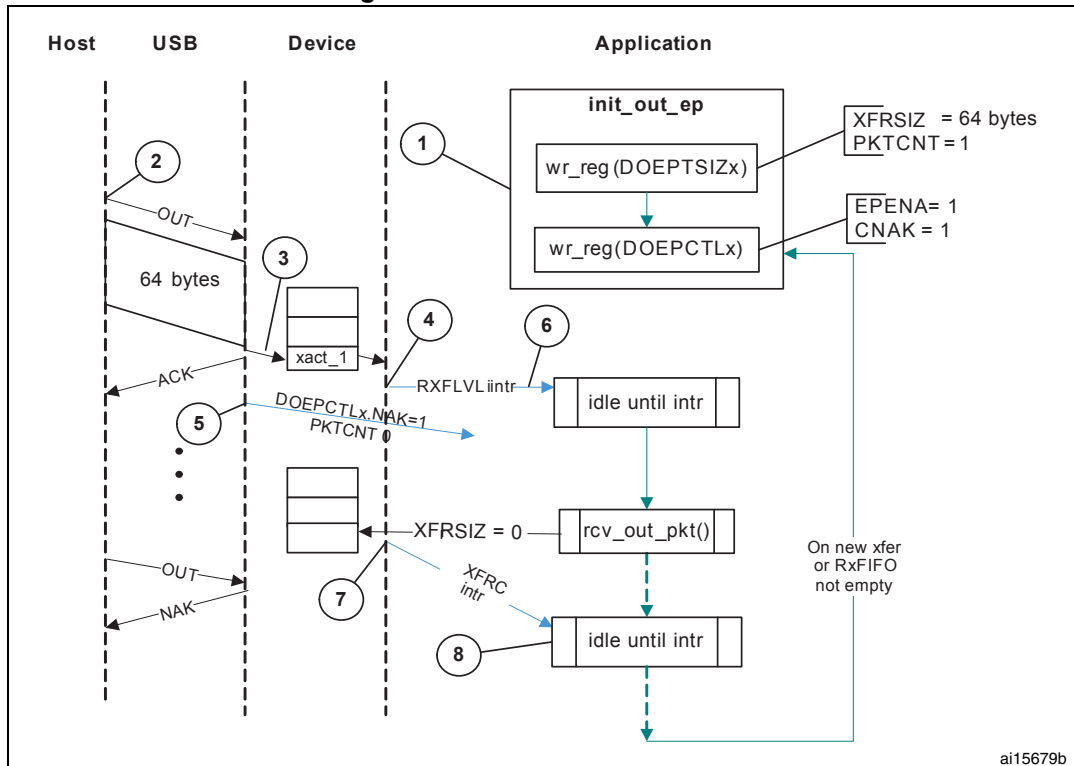 Host USB Device Application
init_out_ep
XFRSIZ = 64 bytes
PKTCNT = 1
1
wr_reg(DOEPTSIZx)
2
OUT
EPENA= 1
CNAK = 1
wr_reg(DOEPCTLx)
3
64 bytes
4
6
xact_1
ACK
RXFLVL iintr
idle until intr
DOEPCTLx.NAK=1
PKTCNT 0
5
XFRSIZ = 0
rcv_out_pkt()
On new xfer
or RxFIFO
not empty
OUT
XFRC
intr
7
NAK
idle until intr
8
ai15679b